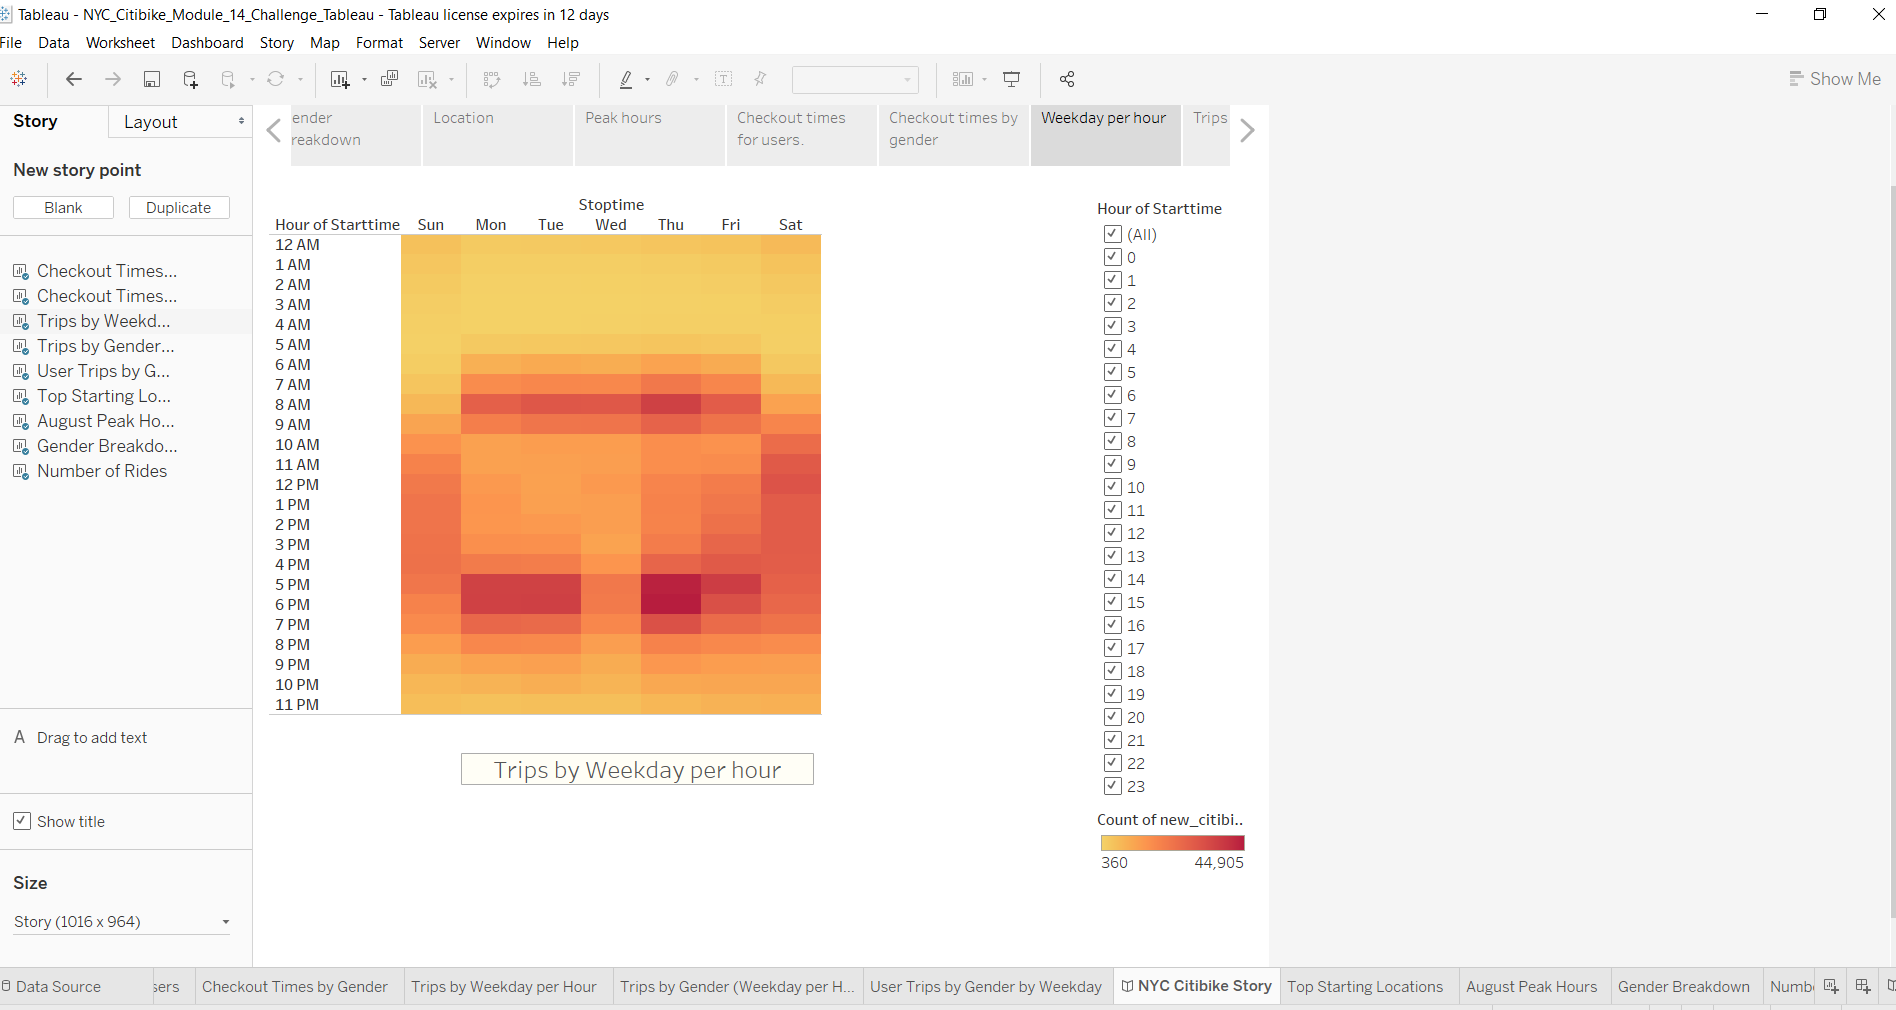 Tableau - NYC_Citibike_Module_14_Challenge_Tableau - Tableau license expires in 12 days
File Data Worksheet Dashboard Story Map Format Server Window Help
Show Me
Story Layout
New story point
Blank Duplicate
Checkout Times...
Checkout Times...
Trips by Weekd...
Trips by Gender...
User Trips by G...
Top Starting Lo...
August Peak Ho...
Gender Breakdo...
Number of Rides
A Drag to add text
Show title
Size
Story (1016 x 964)
ender
reakdown
Location
Peak hours
Checkout times
for users.
Checkout times by
gender
Weekday per hour
Trips
Stoptime
Hour of Starttime Sun Mon Tue Wed Thu Fri Sat
12 AM
1 AM
2 AM
3 AM
4 AM
5 AM
6 AM
7 AM
8 AM
9 AM
10 AM
11 AM
12 PM
1 PM
2 PM
3 PM
4 PM
5 PM
6 PM
7 PM
8 PM
9 PM
10 PM
11 PM
Trips by Weekday per hour
Hour of Starttime
(All)
0
1
2
3
4
5
6
7
8
9
10
11
12
13
14
15
16
17
18
19
20
21
22
23
Count of new_citibi..
360 44,905
Data Source sers Checkout Times by Gender Trips by Weekday per Hour Trips by Gender (Weekday per H... User Trips by Gender by Weekday NYC Citibike Story Top Starting Locations August Peak Hours Gender Breakdown Numb